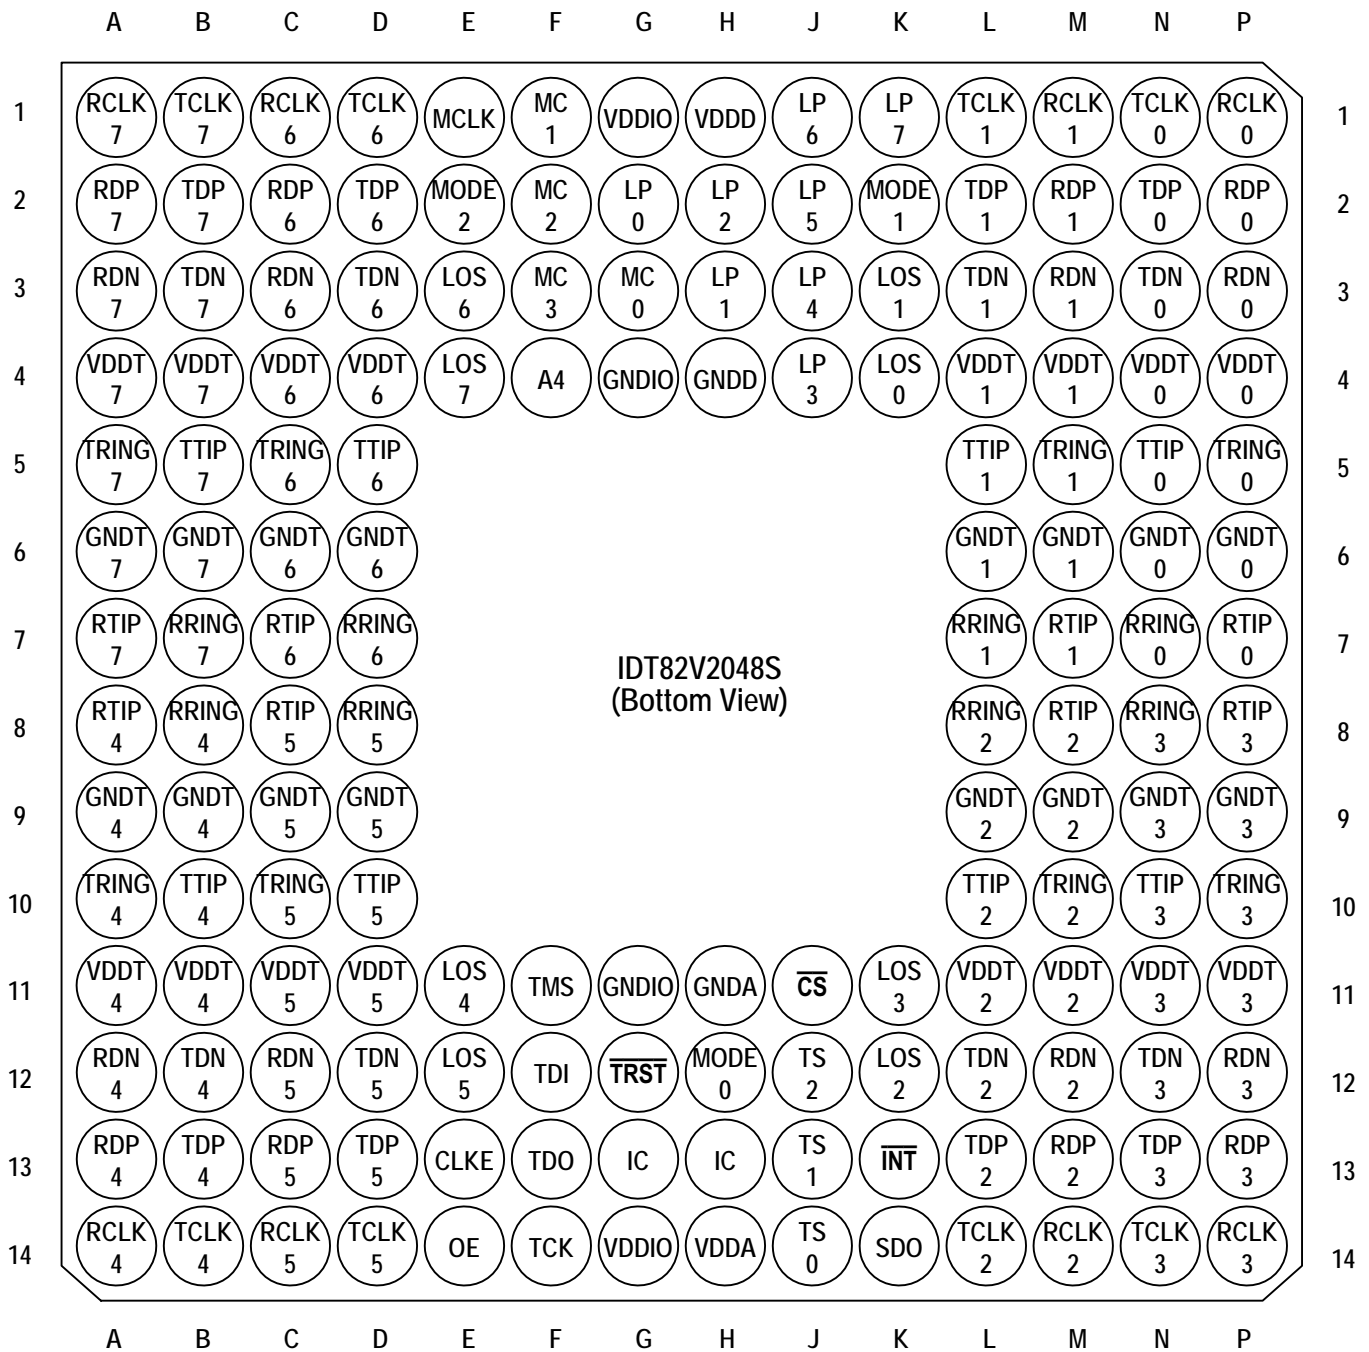 A B C D E F G H J K L M N P
1 RCLK TCLK RCLK TCLK MCLK MC VDDIO VDDD LP LP TCLK RCLK TCLK RCLK 1
7 7 6 6 1 6 7 1 1 0 0
2 RDP TDP RDP TDP MODE MC LP LP LP MODE TDP RDP TDP RDP 2
7 7 6 6 2 2 0 2 5 1 1 1 0 0
3 RDN TDN RDN TDN LOS MC MC LP LP LOS TDN RDN TDN RDN 3
7 7 6 6 6 3 0 1 4 1 1 1 0 0
4 VDDT VDDT VDDT VDDT LOS A4 GNDIO GNDD LP LOS VDDT VDDT VDDT VDDT 4
7 7 6 6 7 3 0 1 1 0 0
5 TRING TTIP TRING TTIP TTIP TRING TTIP TRING 5
7 7 6 6 1 1 0 0
6 GNDT GNDT GNDT GNDT GNDT GNDT GNDT GNDT 6
7 7 6 6 1 1 0 0
7 RTIP RRING RTIP RRING RRING RTIP RRING RTIP 7
7 7 6 6 1 1 0 0
IDT82V2048S
(Bottom View)
8 RTIP RRING RTIP RRING RRING RTIP RRING RTIP 8
4 4 5 5 2 2 3 3
9 GNDT GNDT GNDT GNDT GNDT GNDT GNDT GNDT 9
4 4 5 5 2 2 3 3
10 TRING TTIP TRING TTIP TTIP TRING TTIP TRING 10
4 4 5 5 2 2 3 3
11 VDDT VDDT VDDT VDDT LOS TMS GNDIO GNDA CS LOS VDDT VDDT VDDT VDDT 11
4 4 5 5 4 3 2 2 3 3
12 RDN TDN RDN TDN LOS TDI TRST MODE TS LOS TDN RDN TDN RDN 12
4 4 5 5 5 0 2 2 2 2 3 3
13 RDP TDP RDP TDP CLKE TDO IC IC TS INT TDP RDP TDP RDP 13
4 4 5 5 1 2 2 3 3
14 RCLK TCLK RCLK TCLK OE TCK VDDIO VDDA TS SDO TCLK RCLK TCLK RCLK 14
4 4 5 5 0 2 2 3 3
A B C D E F G H J K L M N P